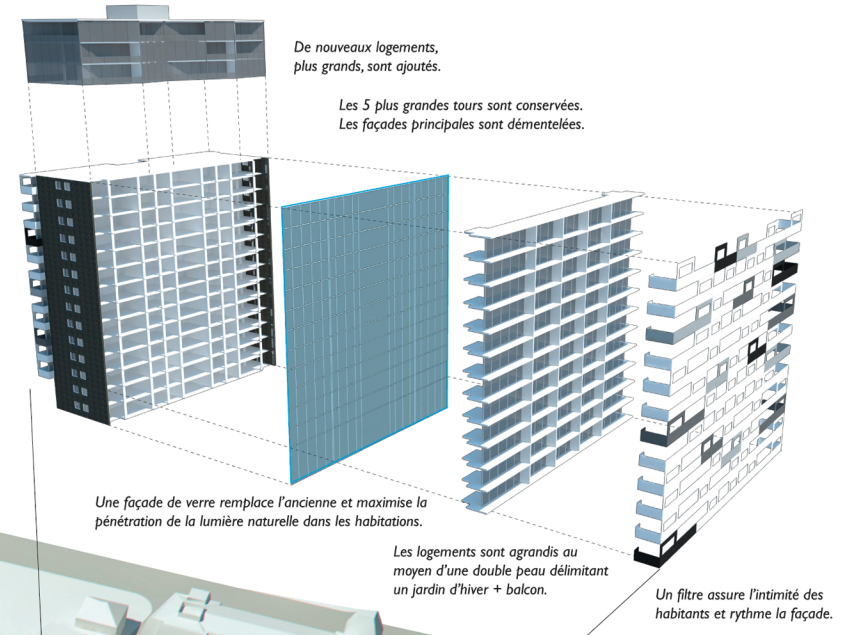 De nouveaux logements,
plus grands, sont ajoutés.
Les 5 plus grandes tours sont conservées.
Les façades principales sont démentelées.
Une façade de verre remplace l'ancienne et maximise la
pénétration de la lumière naturelle dans les habitations.
Les logements sont agrandis au
moyen d'une double peau délimitant
un jardin d'hiver + balcon.
Un filtre assure l'intimité des
habitants et rythme la façade.